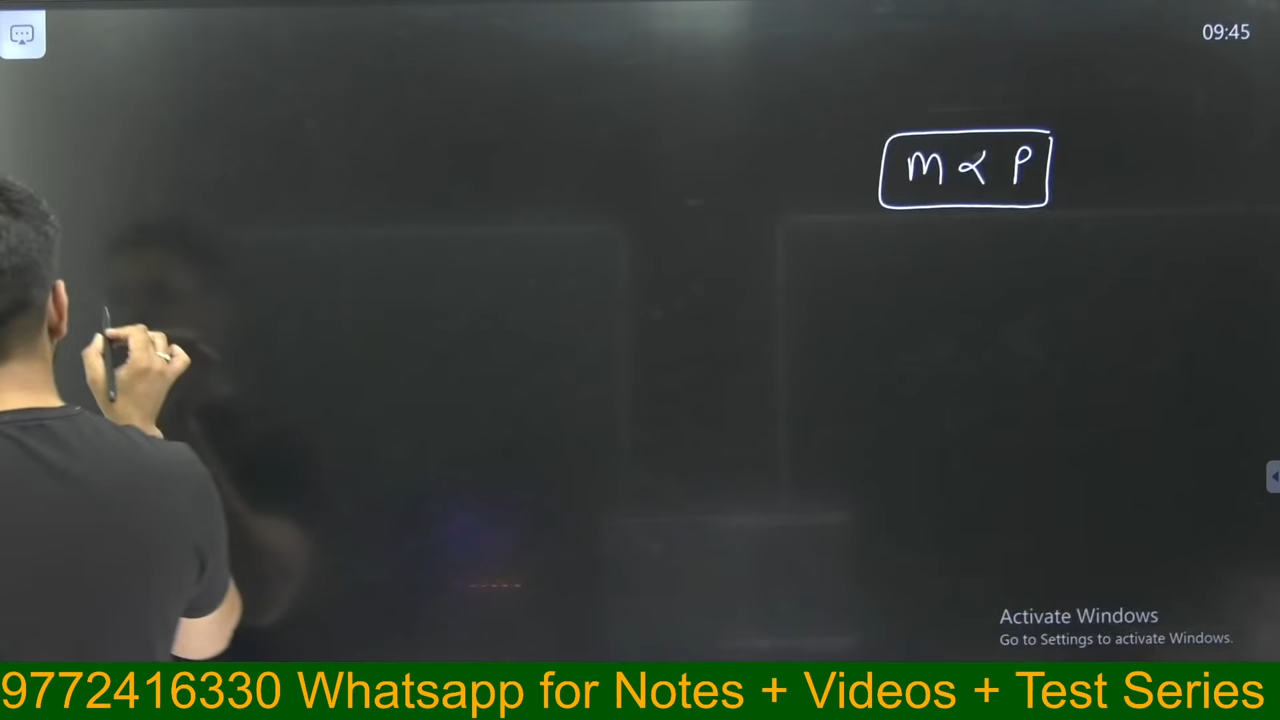 09:45
m ∝ P
Activate Windows
Go to Settings to activate Windows.
9772416330 Whatsapp for Notes + Videos + Test Series